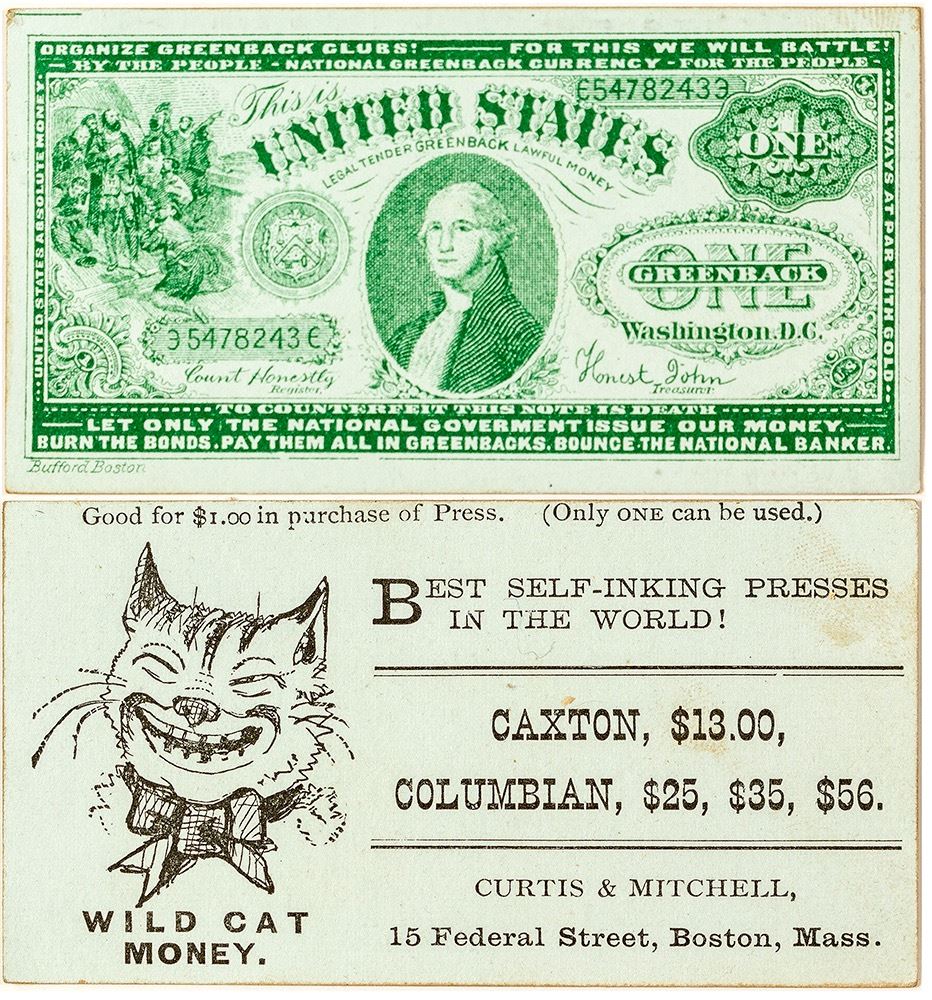 ORGANIZE GREENBACK CLUBS! — FOR THIS WE WILL BATTLE!
BY THE PEOPLE - NATIONAL GREENBACK CURRENCY - FOR THE PEOPLE
UNITED STATES ABSOLUTE MONEY
This is
UNITED STATES
LEGAL TENDER GREENBACK LAWFUL MONEY
E54782433
1
ONE
ALWAYS AT PAR WITH GOLD
ONE
GREENBACK
Washington. D.C.
35478243E
Count Honestly
Register.
Honest John
Treasurer
1
TO COUNTERFEIT THIS NOTE IS DEATH
LET ONLY THE NATIONAL GOVERMENT ISSUE OUR MONEY.
BURN THE BONDS. PAY THEM ALL IN GREENBACKS. BOUNCE THE NATIONAL BANKER
Bufford Boston
Good for $1.00 in purchase of Press. (Only ONE can be used.)
BEST SELF-INKING PRESSES
IN THE WORLD!
CAXTON, $13.00,
COLUMBIAN, $25, $35, $56.
CURTIS & MITCHELL,
15 Federal Street, Boston, Mass.
WILD CAT
MONEY.